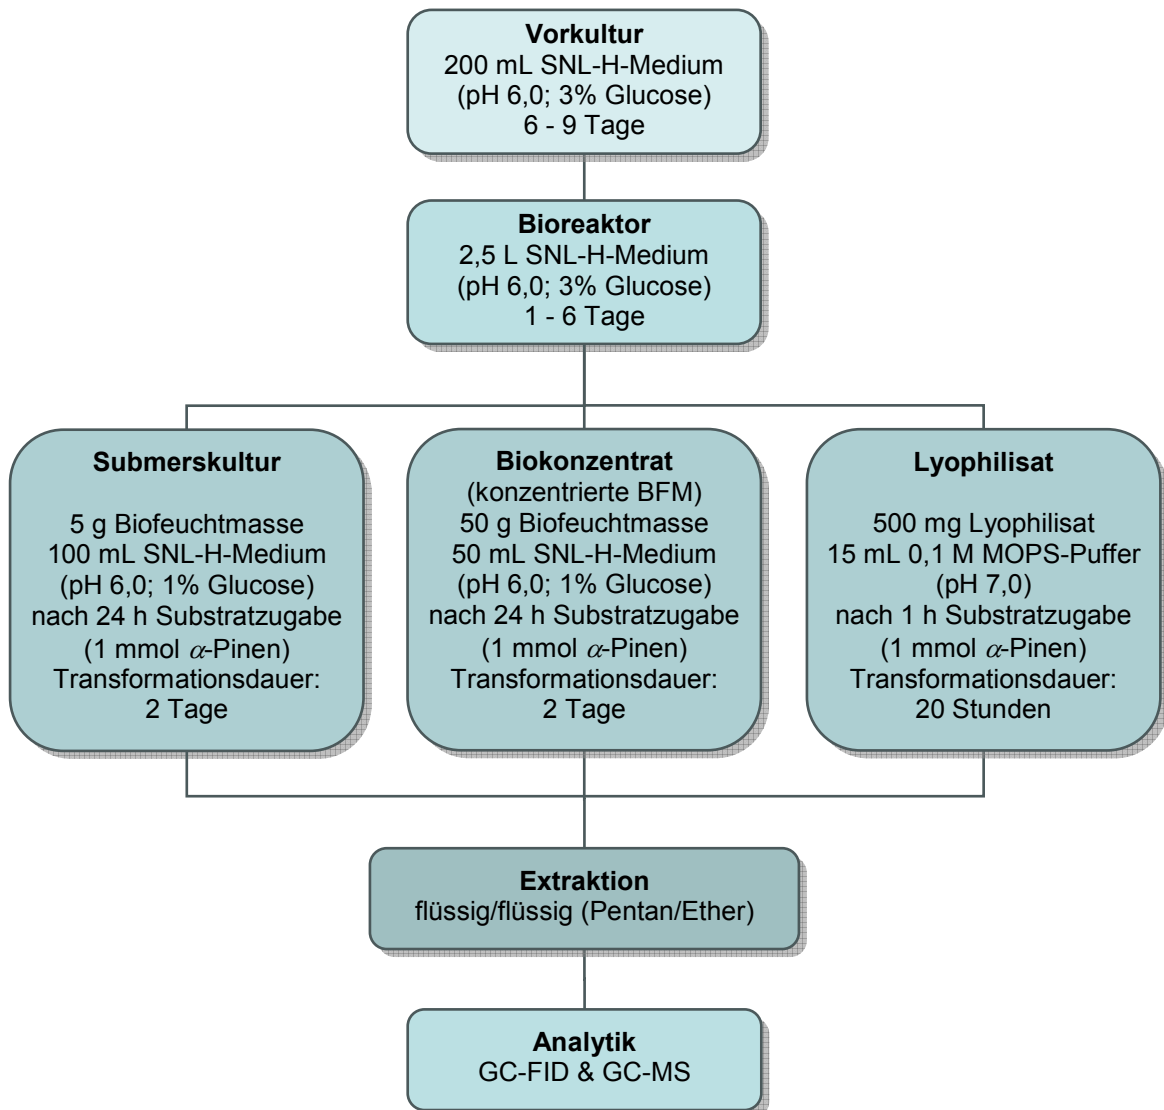 Vorkultur
200 mL SNL-H-Medium
(pH 6,0; 3% Glucose)
6 - 9 Tage
Bioreaktor
2,5 L SNL-H-Medium
(pH 6,0; 3% Glucose)
1 - 6 Tage
Submerskultur
5 g Biofeuchtmasse
100 mL SNL-H-Medium
(pH 6,0; 1% Glucose)
nach 24 h Substratzugabe
(1 mmol α-Pinen)
Transformationsdauer:
2 Tage
Biokonzentrat
(konzentrierte BFM)
50 g Biofeuchtmasse
50 mL SNL-H-Medium
(pH 6,0; 1% Glucose)
nach 24 h Substratzugabe
(1 mmol α-Pinen)
Transformationsdauer:
2 Tage
Lyophilisat
500 mg Lyophilisat
15 mL 0,1 M MOPS-Puffer
(pH 7,0)
nach 1 h Substratzugabe
(1 mmol α-Pinen)
Transformationsdauer:
20 Stunden
Extraktion
flüssig/flüssig (Pentan/Ether)
Analytik
GC-FID & GC-MS